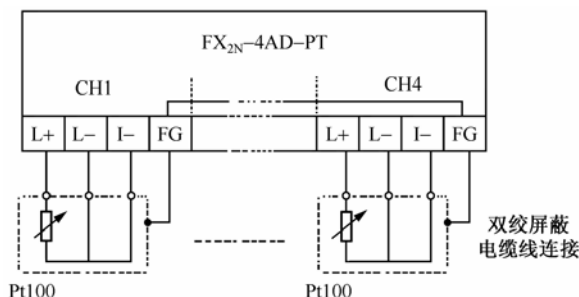 FX2N-4AD-PT
CH1
CH4
L+ L- I- FG L+ L- I- FG
双绞屏蔽
电缆线连接
Pt100 Pt100